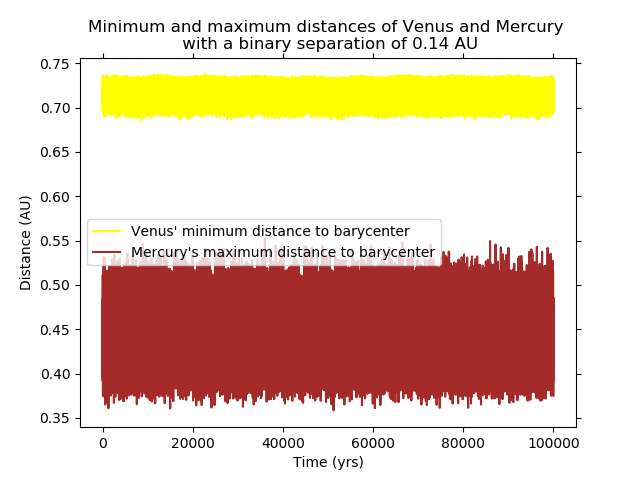 Minimum and maximum distances of Venus and Mercury
with a binary separation of 0.14 AU
0.75
0.70
0.65
0.60
0.55
0.50
0.45
0.40
0.35
Distance (AU)
Venus' minimum distance to barycenter
Mercury's maximum distance to barycenter
0
20000
40000
60000
80000
100000
Time (yrs)